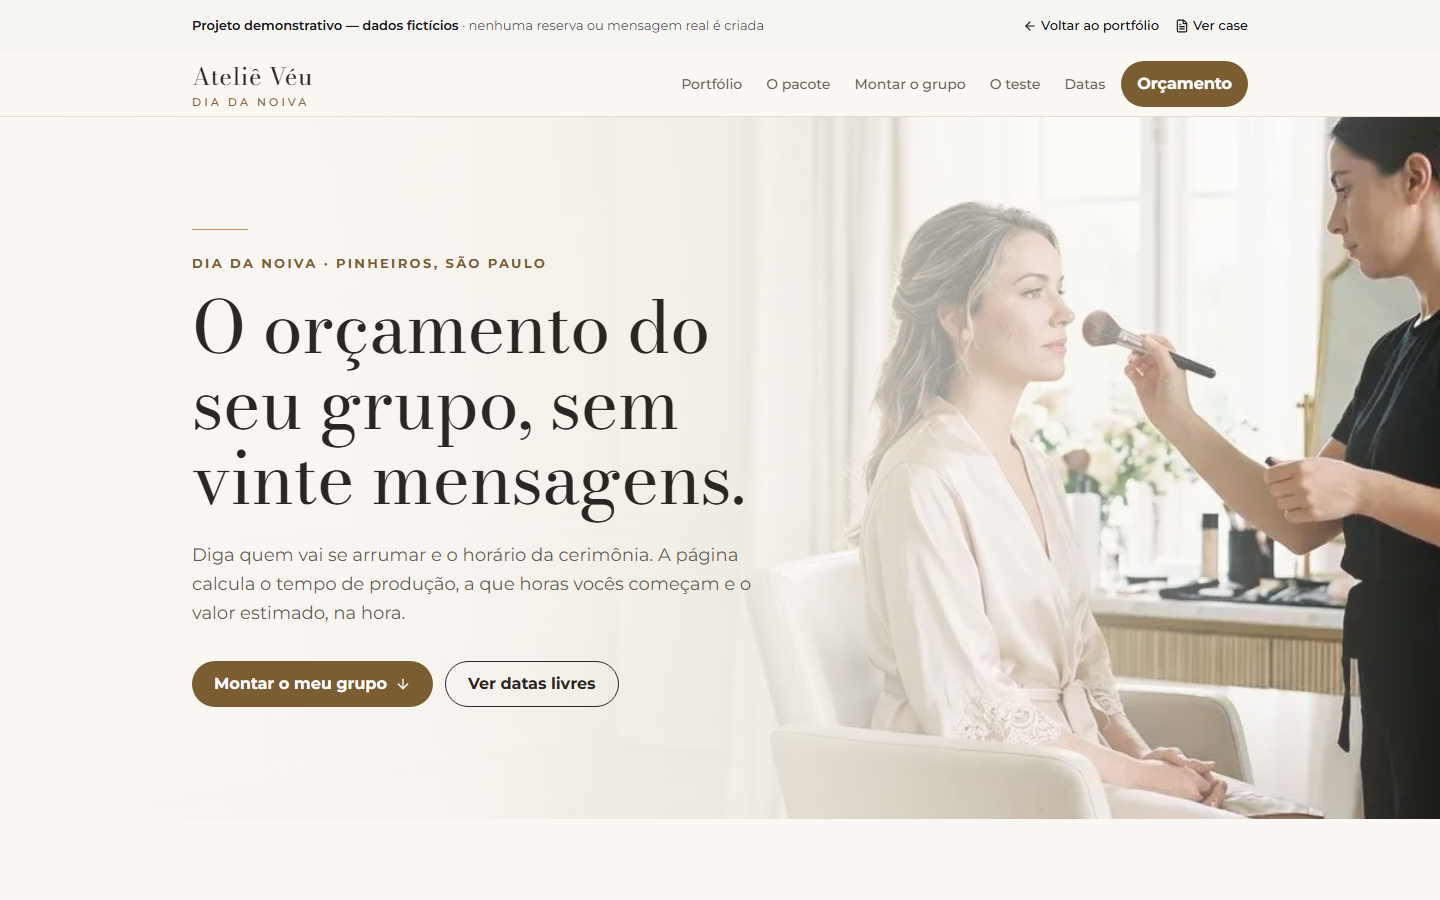 Projeto demonstrativo — dados fictícios · nenhuma reserva ou mensagem real é criada
Voltar ao portfólio
Ver case
Ateliê Véu
DIA DA NOIVA
Portfólio
O pacote
Montar o grupo
O teste
Datas
Orçamento
DIA DA NOIVA · PINHEIROS, SÃO PAULO
O orçamento do
seu grupo, sem
vinte mensagens.
Diga quem vai se arrumar e o horário da cerimônia. A página
calcula o tempo de produção, a que horas vocês começam e o
valor estimado, na hora.
Montar o meu grupo
Ver datas livres